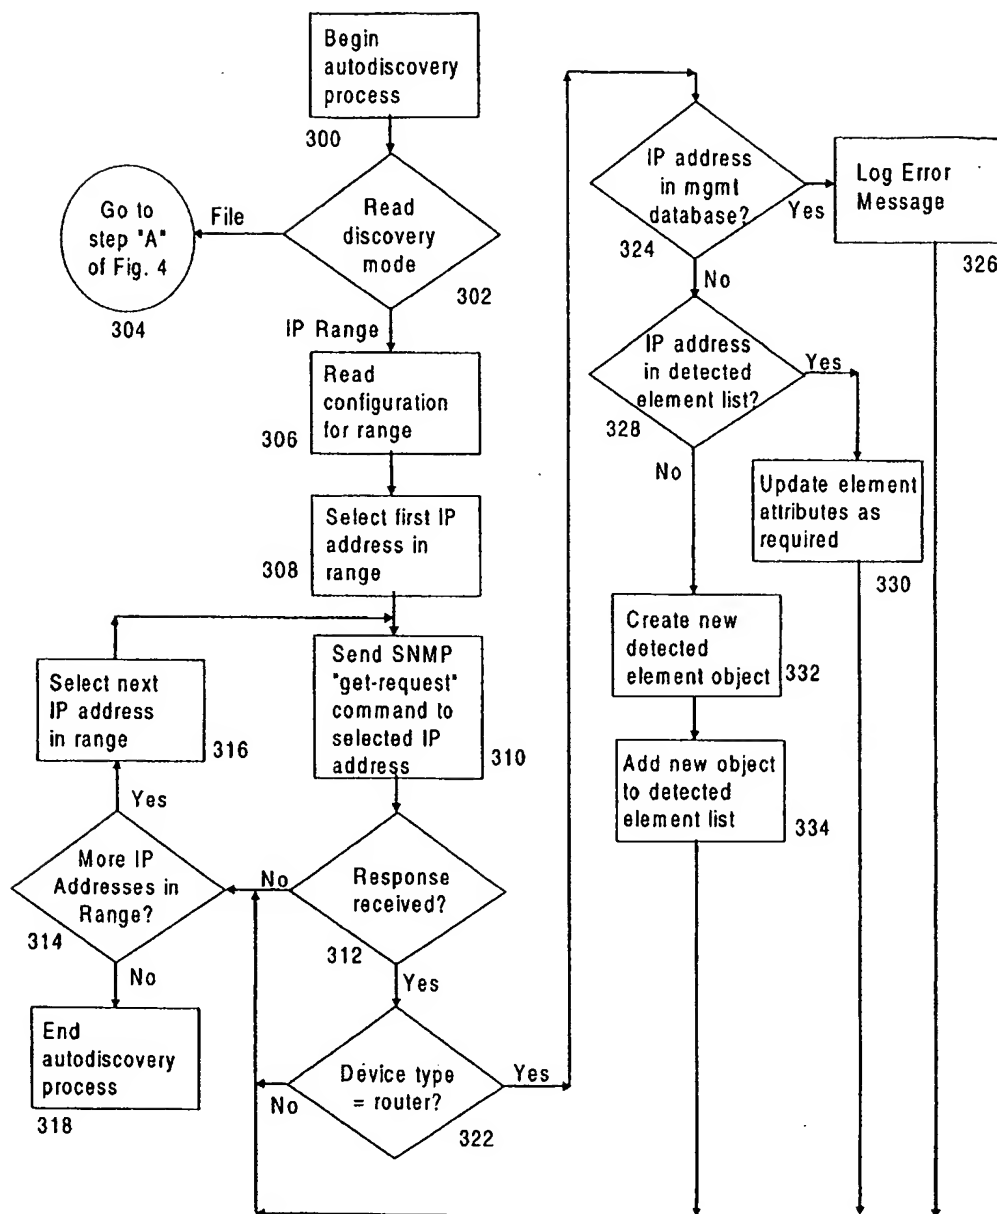 Begin
autodiscovery
process
300
Go to
step "A"
of Fig. 4
304
File
Read
discovery
mode
302
IP Range
Read
configuration
for range
306
Select first IP
address in
range
308
Select next
IP address
in range
316
Send SNMP
"get-request"
command to
selected IP
address
310
Yes
More IP
Addresses in
Range?
314
No
Response
received?
312
No
Yes
End
autodiscovery
process
318
No
Device type
= router?
322
Yes
IP address
in mgmt
database?
324
Yes
Log Error
Message
326
No
IP address
in detected
element list?
328
Yes
No
Update element
attributes as
required
330
Create new
detected
element object
332
Add new object
to detected
element list
334